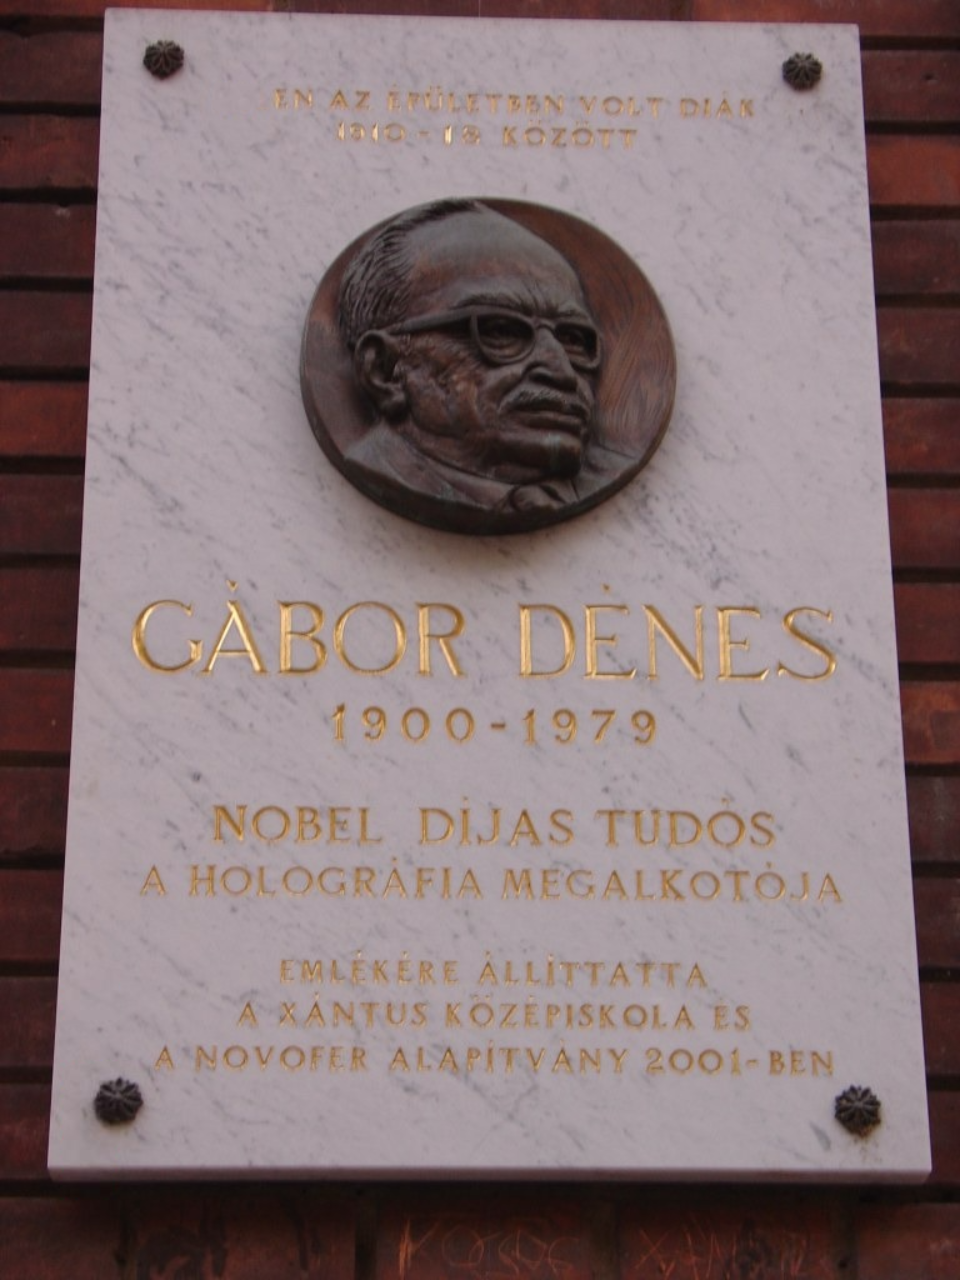 ÉN AZ ÉPÜLETBEN VOLT DIÁK
1910 - 18 KÖZÖTT
GÁBOR DÉNES
1900-1979
NOBEL DÍJAS TUDÓS
A HOLOGRÁFIA MEGALKOTÓJA
EMLÉKÉRE ÁLLÍTTATTA
A XÁNTUS KÖZÉPISKOLA ÉS
A NOVOFER ALAPÍTVÁNY 2001-BEN